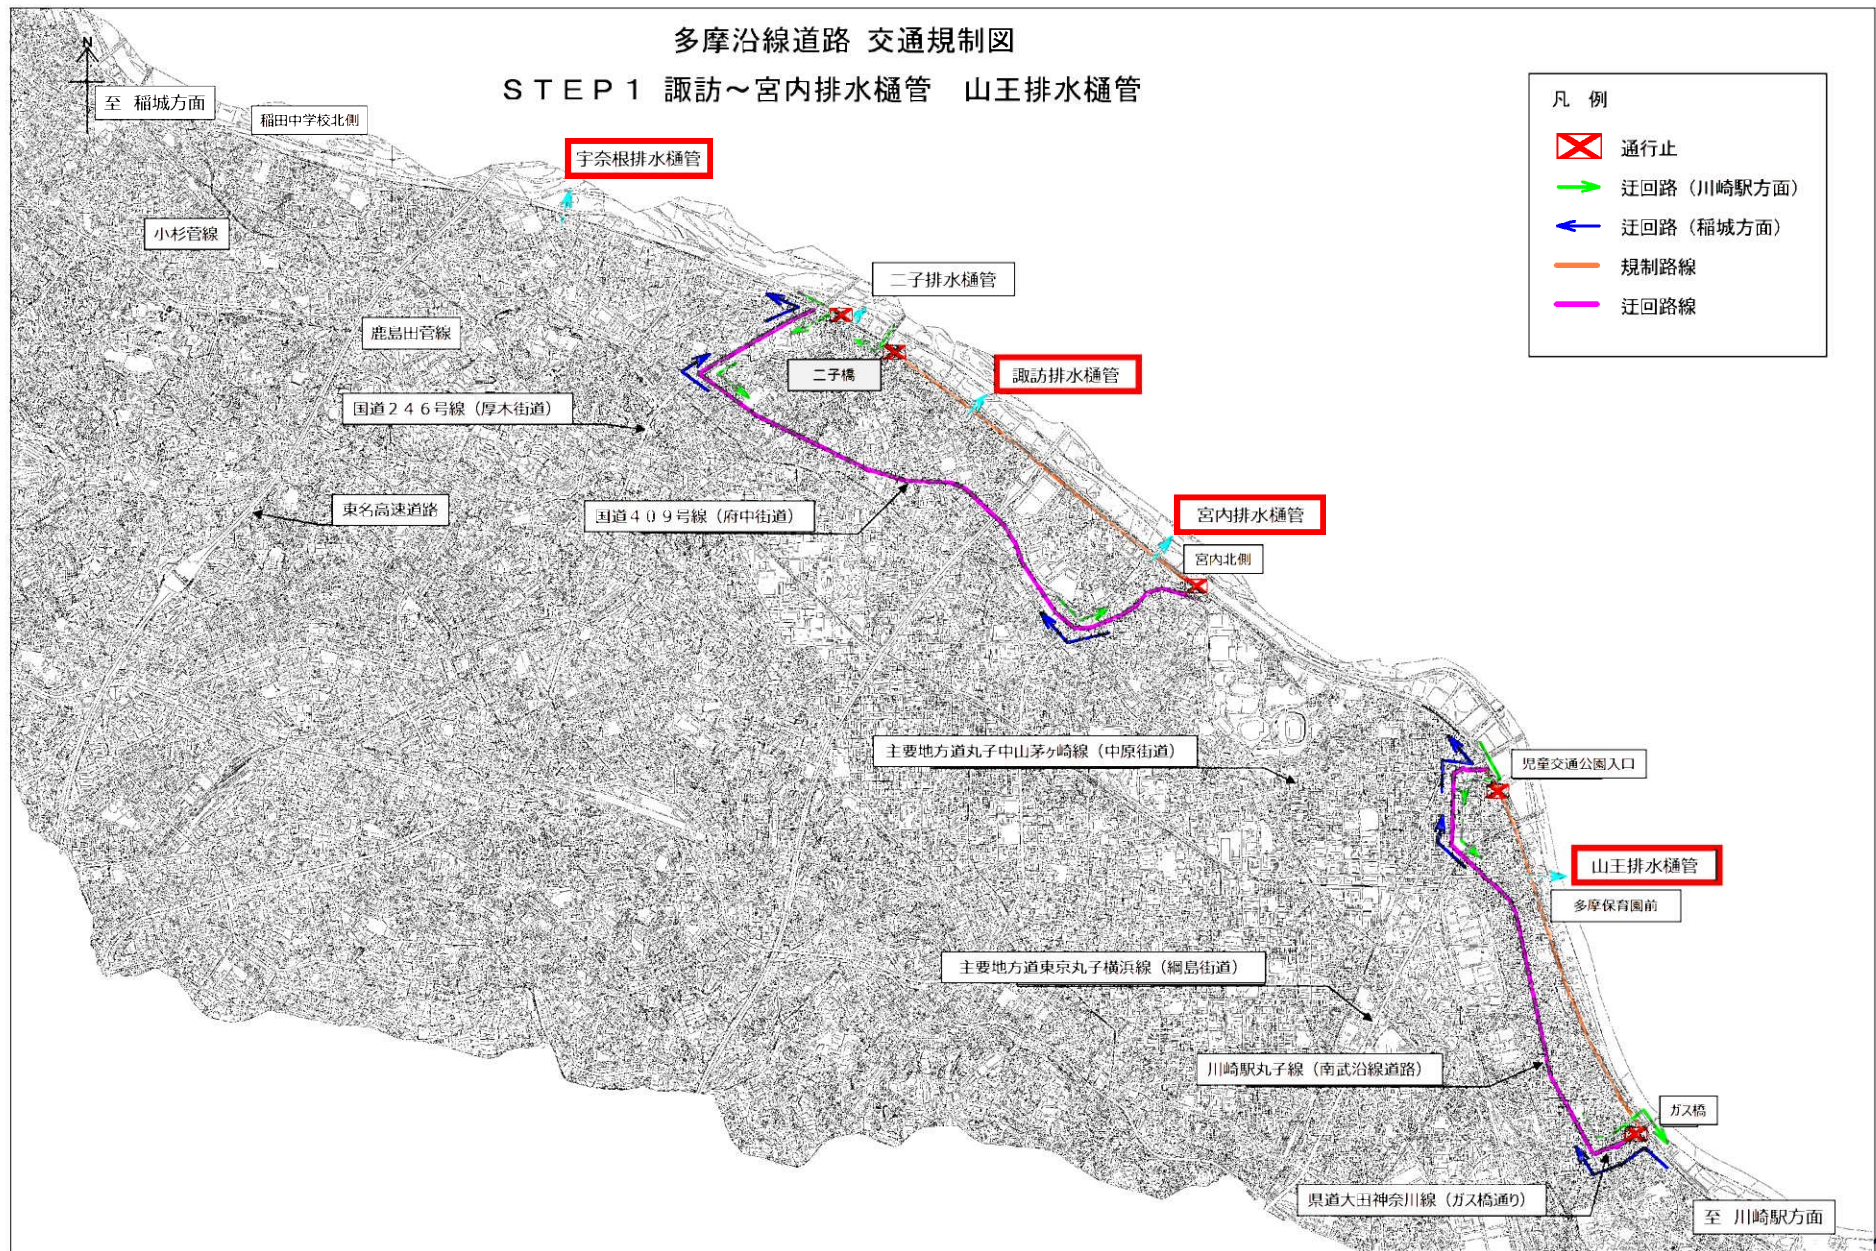 多摩沿線道路 交通規制図
STEP1 諏訪~宮内排水樋管 山王排水樋管
N
至 稲城方面
稲田中学校北側
宇奈根排水樋管
小杉菅線
二子排水樋管
鹿島田菅線
二子橋
諏訪排水樋管
国道246号線(厚木街道)
東名高速道路
国道409号線(府中街道)
宮内排水樋管
宮内北側
主要地方道丸子中山茅ヶ崎線(中原街道)
児童交通公園入口
山王排水樋管
多摩保育園前
主要地方道東京丸子横浜線(綱島街道)
川崎駅丸子線(南武沿線道路)
ガス橋
県道大田神奈川線(ガス橋通り)
至 川崎駅方面
凡 例
通行止
迂回路(川崎駅方面)
迂回路(稲城方面)
規制路線
迂回路線